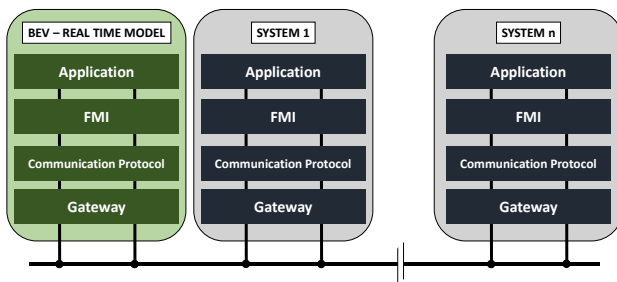 BEV – REAL TIME MODEL
Application
FMI
Communication Protocol
Gateway
SYSTEM 1
Application
FMI
Communication Protocol
Gateway
SYSTEM n
Application
FMI
Communication Protocol
Gateway